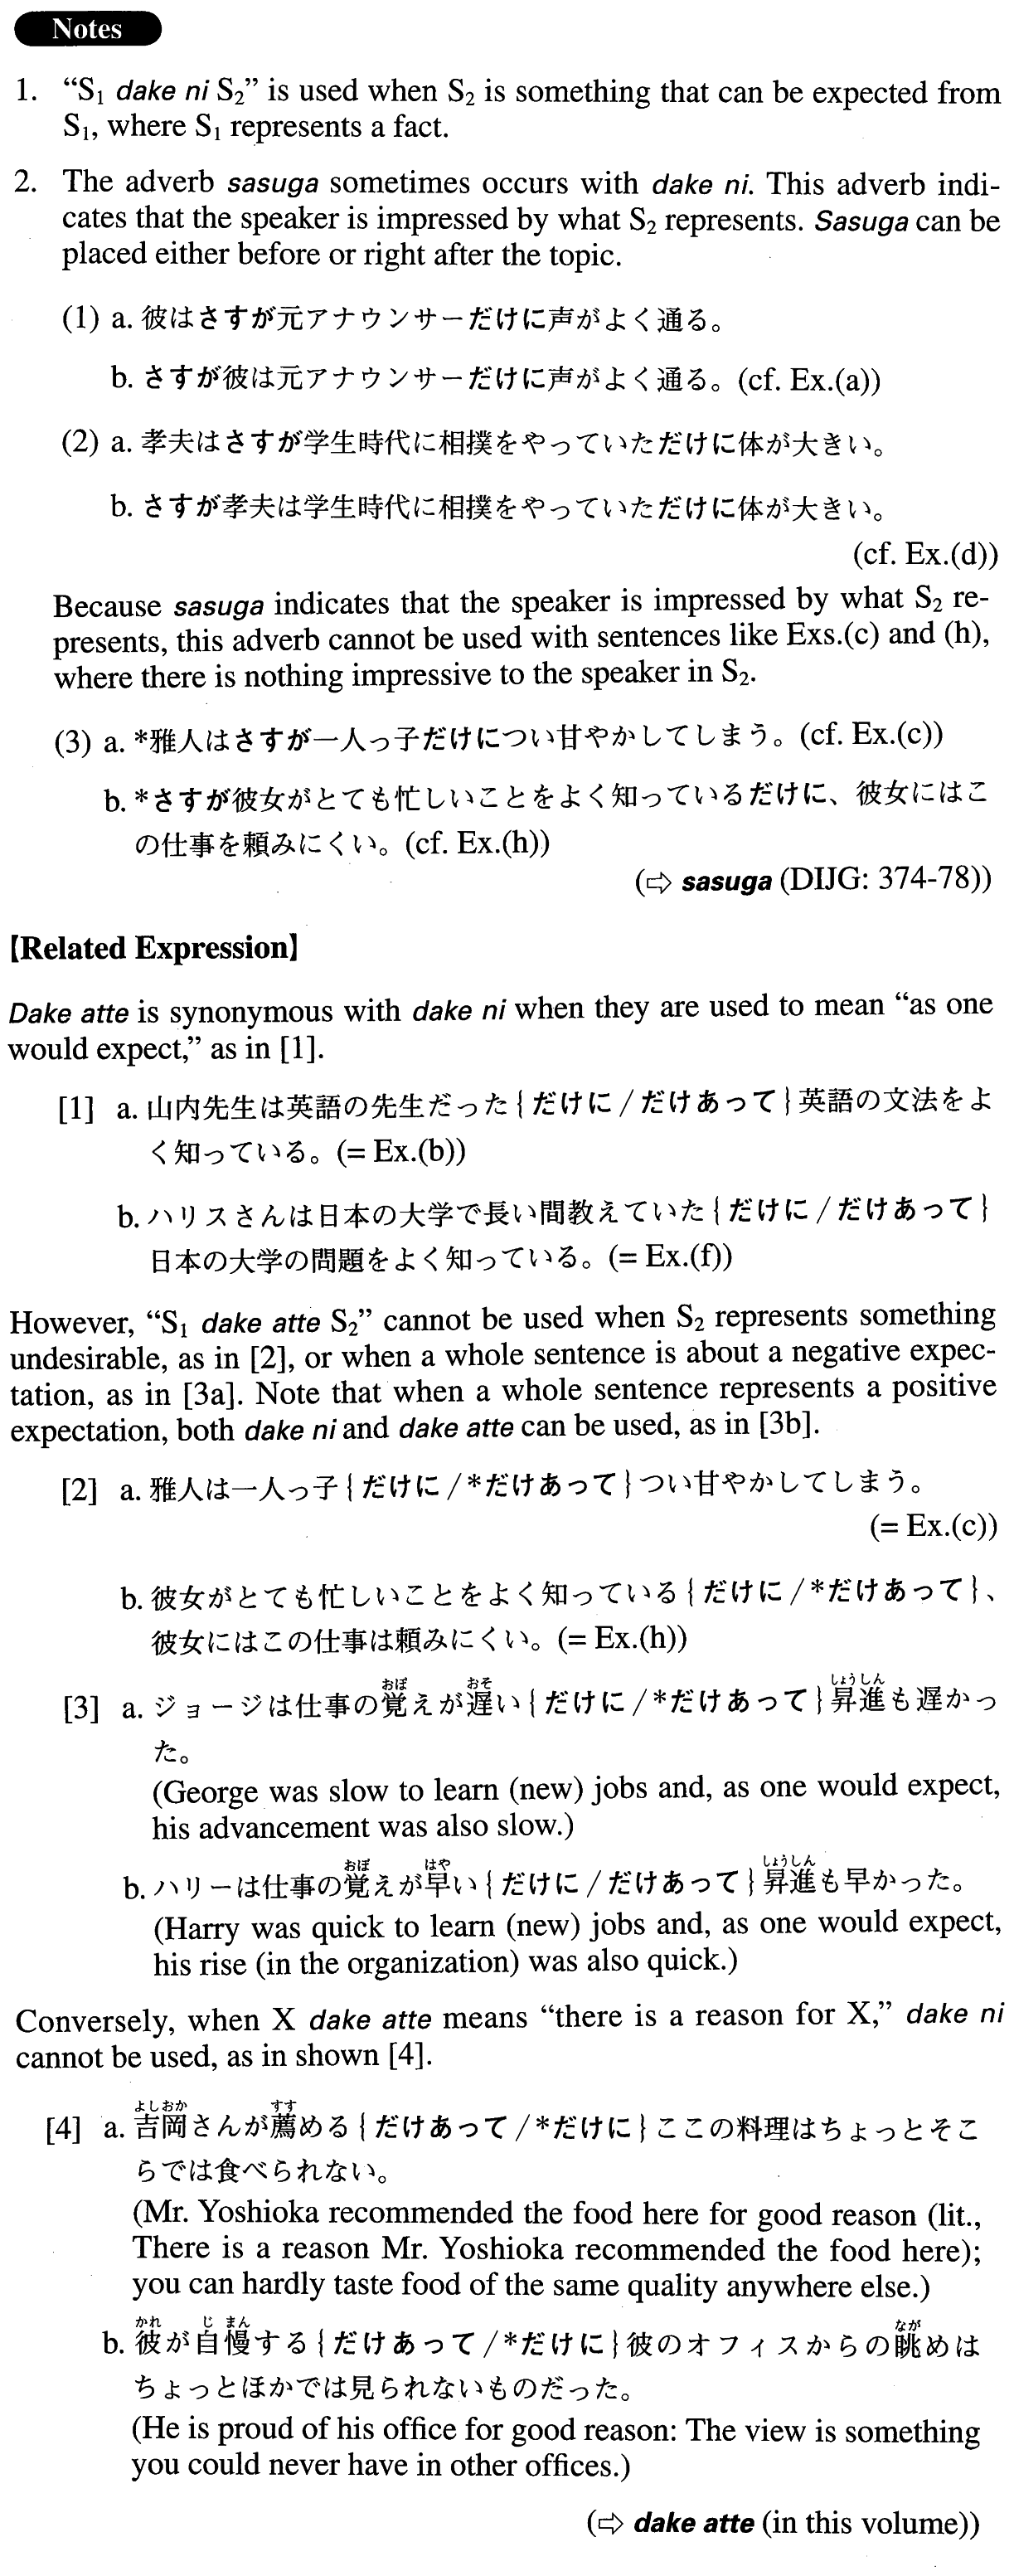 Notes
1. “S₁ dake ni S₂” is used when S₂ is something that can be expected from
S₁, where S₁ represents a fact.
2. The adverb sasuga sometimes occurs with dake ni. This adverb indi-
cates that the speaker is impressed by what S₂ represents. Sasuga can be
placed either before or right after the topic.
(1) a. 彼はさすが元アナウンサーだけに声がよく通る。
b. さすが彼は元アナウンサーだけに声がよく通る。(cf. Ex.(a))
(2) a. 孝夫はさすが学生時代に相撲をやっていただけに体が大きい。
b. さすが孝夫は学生時代に相撲をやっていただけに体が大きい。
(cf. Ex.(d))
Because sasuga indicates that the speaker is impressed by what S₂ re-
presents, this adverb cannot be used with sentences like Exs.(c) and (h),
where there is nothing impressive to the speaker in S₂.
(3) a. *雅人はさすが一人っ子だけについ甘やかしてしまう。(cf. Ex.(c))
b. *さすが彼女がとても忙しいことをよく知っているだけに、彼女にはこ
の仕事を頼みにくい。(cf. Ex.(h))
(⇨ sasuga (DIJG: 374-78))
【Related Expression】
Dake atte is synonymous with dake ni when they are used to mean “as one
would expect,” as in [1].
[1] a. 山内先生は英語の先生だった{だけに/だけあって}英語の文法をよ
く知っている。(= Ex.(b))
b. ハリスさんは日本の大学で長い間教えていた{だけに/だけあって}
日本の大学の問題をよく知っている。(= Ex.(f))
However, “S₁ dake atte S₂” cannot be used when S₂ represents something
undesirable, as in [2], or when a whole sentence is about a negative expec-
tation, as in [3a]. Note that when a whole sentence represents a positive
expectation, both dake ni and dake atte can be used, as in [3b].
[2] a. 雅人は一人っ子{だけに/*だけあって}つい甘やかしてしまう。
(= Ex.(c))
b. 彼女がとても忙しいことをよく知っている{だけに/*だけあって}、
彼女にはこの仕事は頼みにくい。(= Ex.(h))
おぼ おそ しょうしん
[3] a. ジョージは仕事の覚えが遅い{だけに/*だけあって}昇進も遅かっ
た。
(George was slow to learn (new) jobs and, as one would expect,
his advancement was also slow.)
おぼ はや しょうしん
b. ハリーは仕事の覚えが早い{だけに/だけあって}昇進も早かった。
(Harry was quick to learn (new) jobs and, as one would expect,
his rise (in the organization) was also quick.)
Conversely, when X dake atte means “there is a reason for X,” dake ni
cannot be used, as in shown [4].
よしおか すす
[4] a. 吉岡さんが薦める{だけあって/*だけに}ここの料理はちょっとそこ
らでは食べられない。
(Mr. Yoshioka recommended the food here for good reason (lit.,
There is a reason Mr. Yoshioka recommended the food here);
you can hardly taste food of the same quality anywhere else.)
かれ じ まん なが
b. 彼が自慢する{だけあって/*だけに}彼のオフィスからの眺めは
ちょっとほかでは見られないものだった。
(He is proud of his office for good reason: The view is something
you could never have in other offices.)
(⇨ dake atte (in this volume))